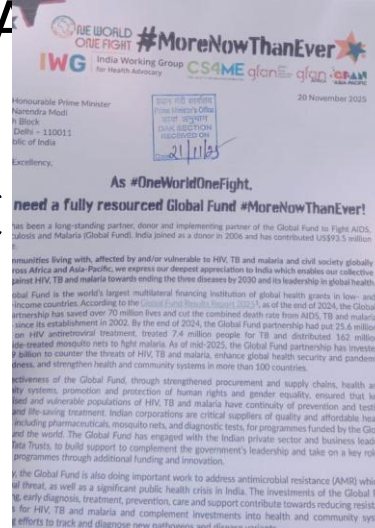 ONE WORLD
ONE FIGHT #MoreNowThanEver
IWG India Working Group
for Health Advocacy CS4ME gfan gfan GFAN
ASIA-PACIFIC
Honourable Prime Minister
Narendra Modi
h Block
Delhi – 110011
blic of India
20 November 2025
Prime Minister's Office
DAK SECTION
RECEIVED ON
21/11/25
Excellency,
As #OneWorldOneFight,
need a fully resourced Global Fund #MoreNowThanEver!
has been a long-standing partner, donor and implementing partner of the Global Fund to Fight AIDS,
culosis and Malaria (Global Fund). India joined as a donor in 2006 and has contributed US$93.5 million
mmunities living with, affected by and/or vulnerable to HIV, TB and malaria and civil society globally
cross Africa and Asia-Pacific, we express our deepest appreciation to India which enables our collective
gainst HIV, TB and malaria towards ending the three diseases by 2030 and its leadership in global health
obal Fund is the world's largest multilateral financing institution of global health grants in low- and
-income countries. According to the Global Fund Results Report 2025, as of the end of 2024, the Global
artnership has saved over 70 million lives and cut the combined death rate from AIDS, TB and malaria
since its establishment in 2002. By the end of 2024, the Global Fund partnership had put 25.6 million
on HIV antiretroviral treatment, treated 7.4 million people for TB and distributed 162 million
ide-treated mosquito nets to fight malaria. As of mid-2025, the Global Fund partnership has invested
billion to counter the threats of HIV, TB and malaria, enhance global health security and pandem
dness, and strengthen health and community systems in more than 100 countries.
ectiveness of the Global Fund, through strengthened procurement and supply chains, health a
ity systems, promotion and protection of human rights and gender equality, ensured that k
sed and vulnerable populations of HIV, TB and malaria have continuity of prevention and testi
and life-saving treatment. Indian corporations are critical suppliers of quality and affordable hea
including pharmaceuticals, mosquito nets, and diagnostic tests, for programmes funded by the Glo
nd the world. The Global Fund has engaged with the Indian private sector and business lead
Tata Trusts, to build support to complement the government's leadership and take on a key rol
programmes through additional funding and innovation.
y, the Global Fund is also doing important work to address antimicrobial resistance (AMR) whic
al threat, as well as a significant public health crisis in India. The investments of the Global
g, early diagnosis, treatment, prevention, care and support contribute towards reducing resist
s for HIV, TB and malaria and complement investments into health and community sys
efforts to track and diagnose new pathogens and disease